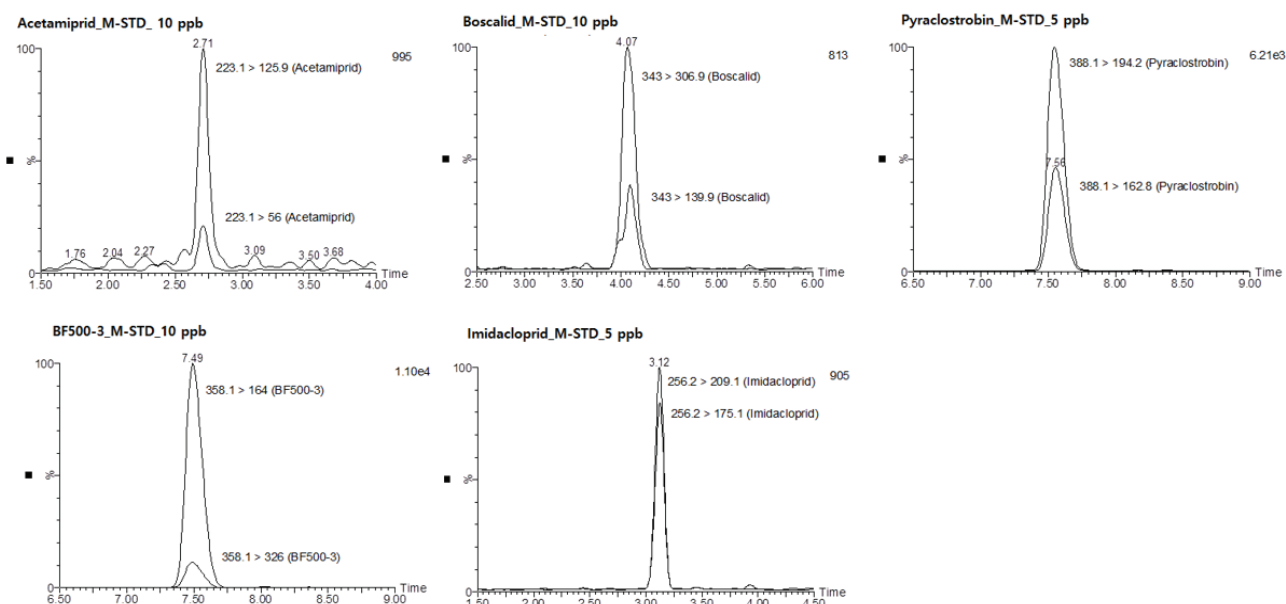 Acetamiprid_M-STD_ 10 ppb
2.71
100
995
223.1 > 125.9 (Acetamiprid)
%
223.1 > 56 (Acetamiprid)
1.76 2.04 2.27 3.09 3.50 3.68
0
Time
1.50 2.00 2.50 3.00 3.50 4.00
Boscalid_M-STD_10 ppb
4.07
100
813
343 > 306.9 (Boscalid)
%
343 > 139.9 (Boscalid)
0
Time
2.50 3.00 3.50 4.00 4.50 5.00 5.50 6.00
Pyraclostrobin_M-STD_5 ppb
100
6.21e3
388.1 > 194.2 (Pyraclostrobin)
%
7.56
388.1 > 162.8 (Pyraclostrobin)
0
Time
6.50 7.00 7.50 8.00 8.50 9.00
BF500-3_M-STD_10 ppb
7.49
100
1.10e4
358.1 > 164 (BF500-3)
%
358.1 > 326 (BF500-3)
0
Time
6.50 7.00 7.50 8.00 8.50 9.00
Imidacloprid_M-STD_5 ppb
3.12
100
256.2 > 209.1 (Imidacloprid)
905
256.2 > 175.1 (Imidacloprid)
%
0
Time
1.50 2.00 2.50 3.00 3.50 4.00 4.50